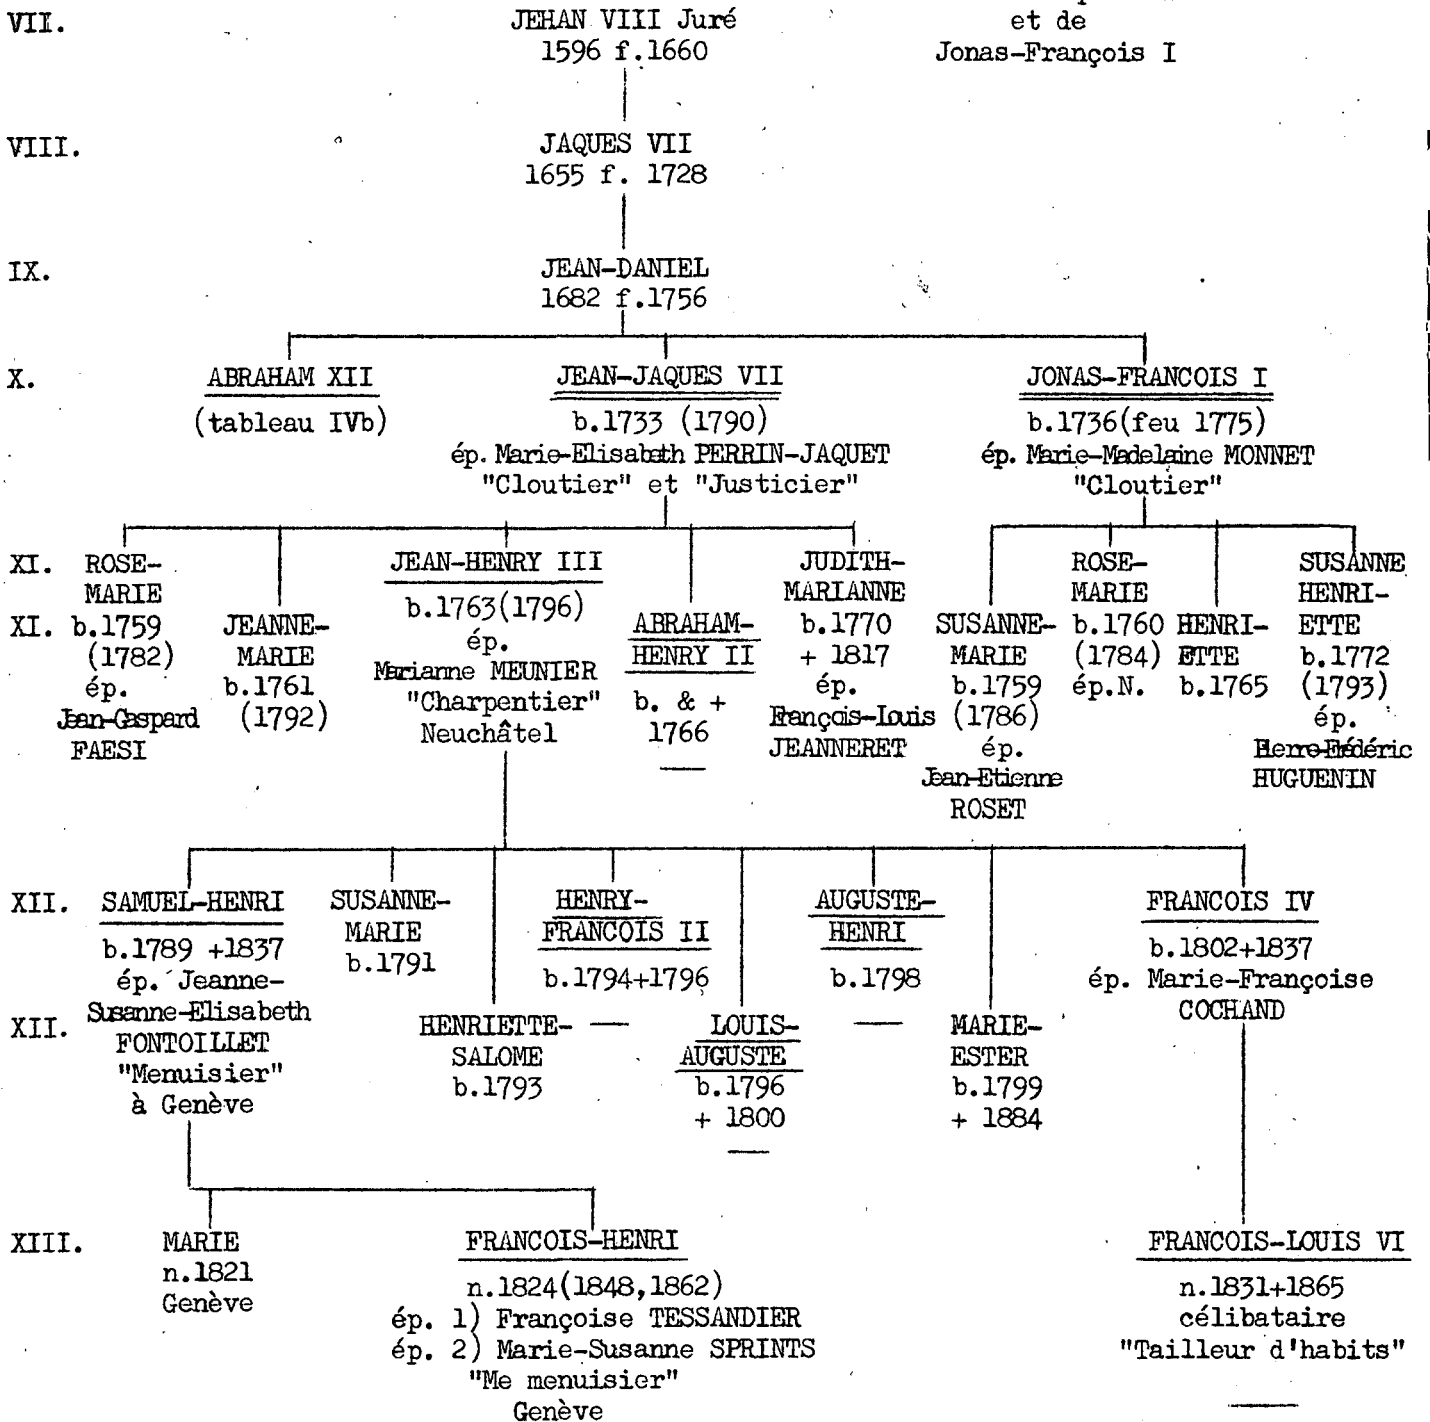 VII.
JEHAN VIII Juré
1596 f.1660
et de
Jonas-François I
VIII.
JAQUES VII
1655 f. 1728
IX.
JEAN-DANIEL
1682 f.1756
X.
ABRAHAM XII
(tableau IVb)
JEAN-JAQUES VII
b.1733 (1790)
ép. Marie-Elisabeth PERRIN-JAQUET
"Cloutier" et "Justicier"
JONAS-FRANCOIS I
b.1736(feu 1775)
ép. Marie-Madelaine MONNET
"Cloutier"
XI.
XI.
ROSE-
MARIE
b.1759
(1782)
ép.
Jean-Gaspard
FAESI
JEANNE-
MARIE
b.1761
(1792)
JEAN-HENRY III
b.1763(1796)
ép.
Marianne MEUNIER
"Charpentier"
Neuchâtel
ABRAHAM-
HENRY II
b. & +
1766
JUDITH-
MARIANNE
b.1770
+ 1817
ép.
François-Louis
JEANNERET
SUSANNE-
MARIE
b.1759
(1786)
ép.
Jean-Etienne
ROSET
ROSE-
MARIE
b.1760
(1784)
ép.N.
HENRI-
ETTE
b.1765
SUSANNE
HENRI-
ETTE
b.1772
(1793)
ép.
Pierre-Frédéric
HUGUENIN
XII.
XII.
SAMUEL-HENRI
b.1789 +1837
ép. Jeanne-
Susanne-Elisabeth
FONTOILLET
"Menuisier"
à Genève
SUSANNE-
MARIE
b.1791
HENRIETTE-
SALOME
b.1793
HENRY-
FRANCOIS II
b.1794+1796
LOUIS-
AUGUSTE
b.1796
+ 1800
AUGUSTE-
HENRI
b.1798
MARIE-
ESTER
b.1799
+ 1884
FRANCOIS IV
b.1802+1837
ép. Marie-Françoise
COCHAND
XIII.
MARIE
n.1821
Genève
FRANCOIS-HENRI
n.1824(1848,1862)
ép. 1) Françoise TESSANDIER
ép. 2) Marie-Susanne SPRINTS
"Me menuisier"
Genève
FRANCOIS-LOUIS VI
n.1831+1865
célibataire
"Tailleur d'habits"